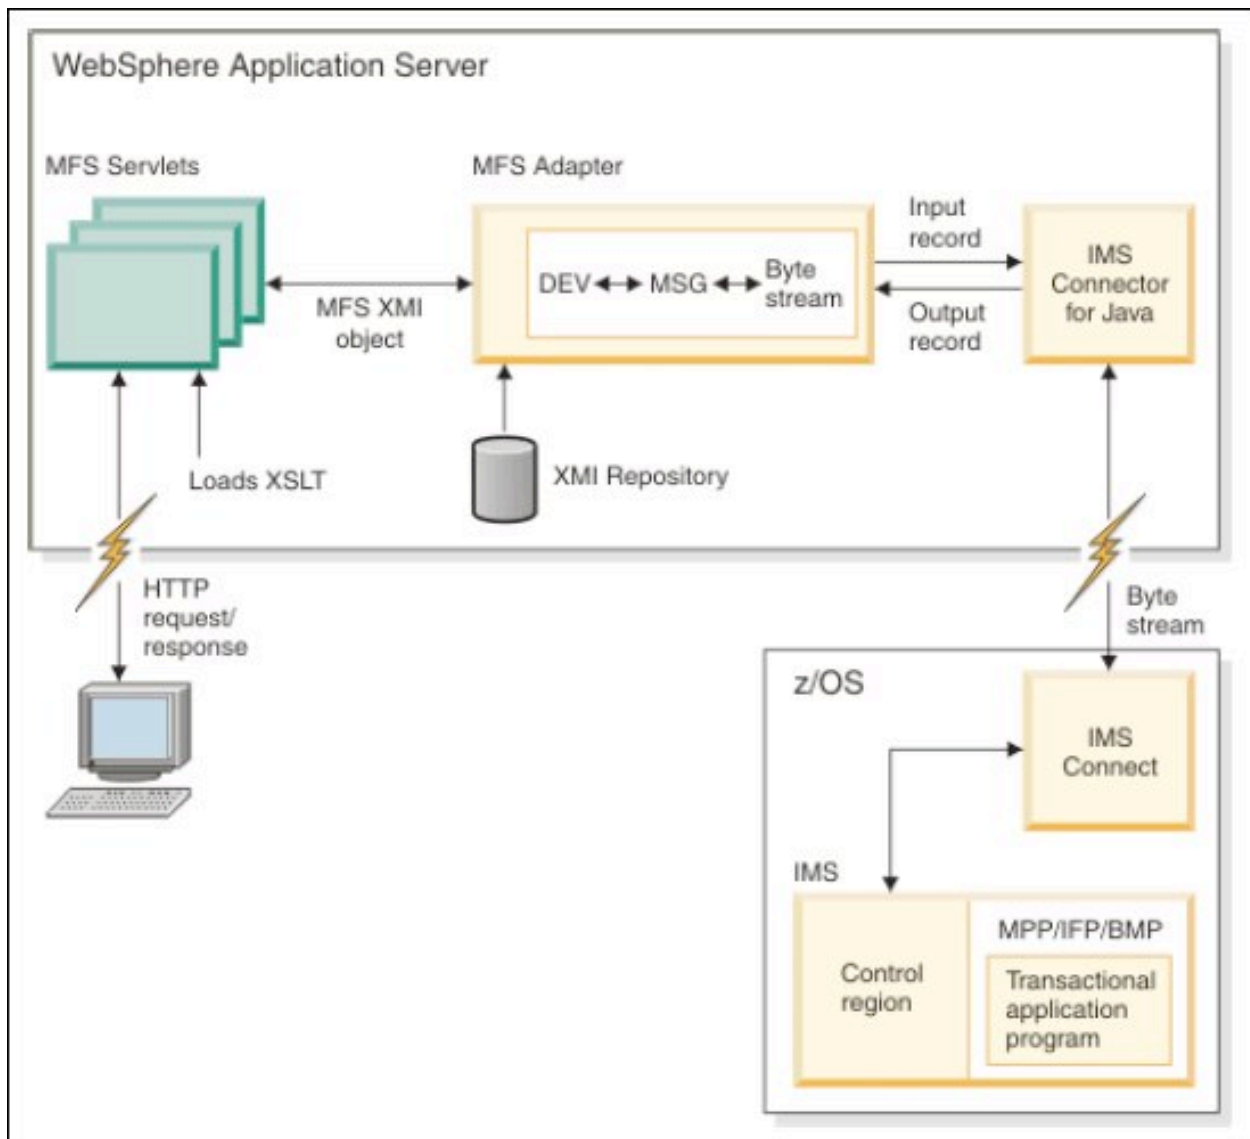 WebSphere Application Server
MFS Servlets
MFS Adapter
Input
record
IMS
Connector
for Java
DEV
MSG
Byte
stream
MFS XMI
object
Output
record
Loads XSLT
XMI Repository
HTTP
request/
response
Byte
stream
z/OS
IMS
Connect
IMS
Control
region
MPP/IFP/BMP
Transactional
application
program